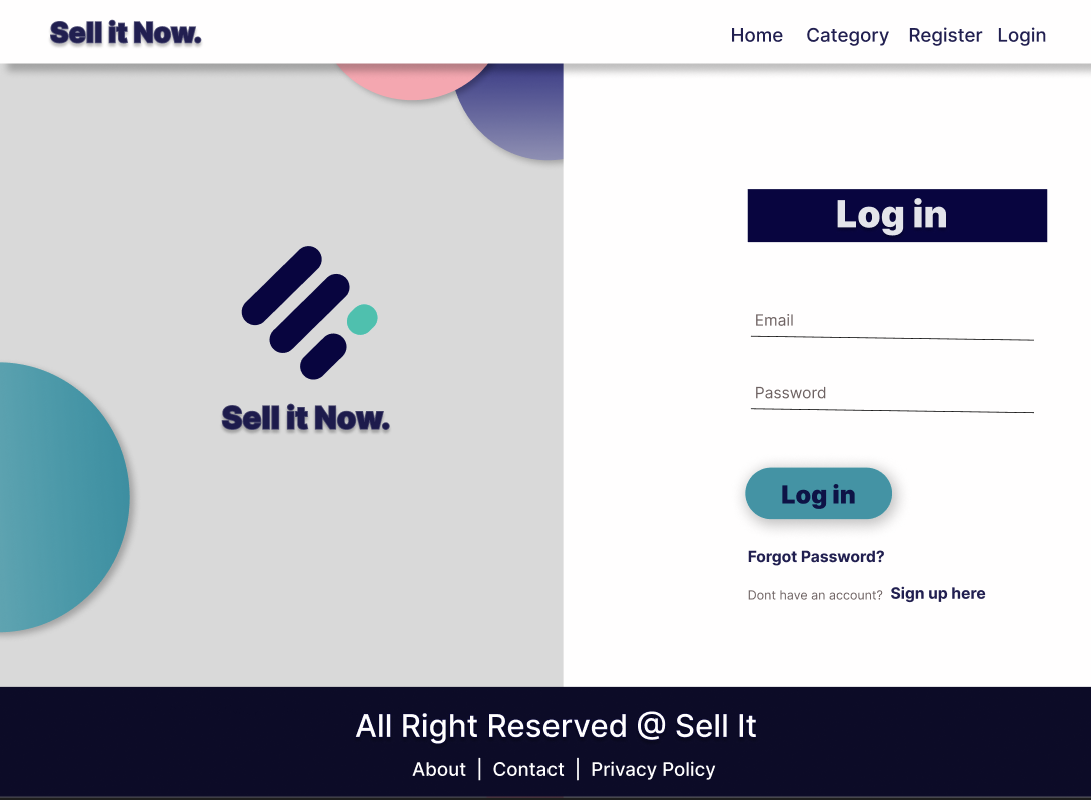 Sell it Now.
Home Category Register Login
Sell it Now.
Log in
Email
Password
Log in
Forgot Password?
Dont have an account? Sign up here
All Right Reserved @ Sell It
About | Contact | Privacy Policy